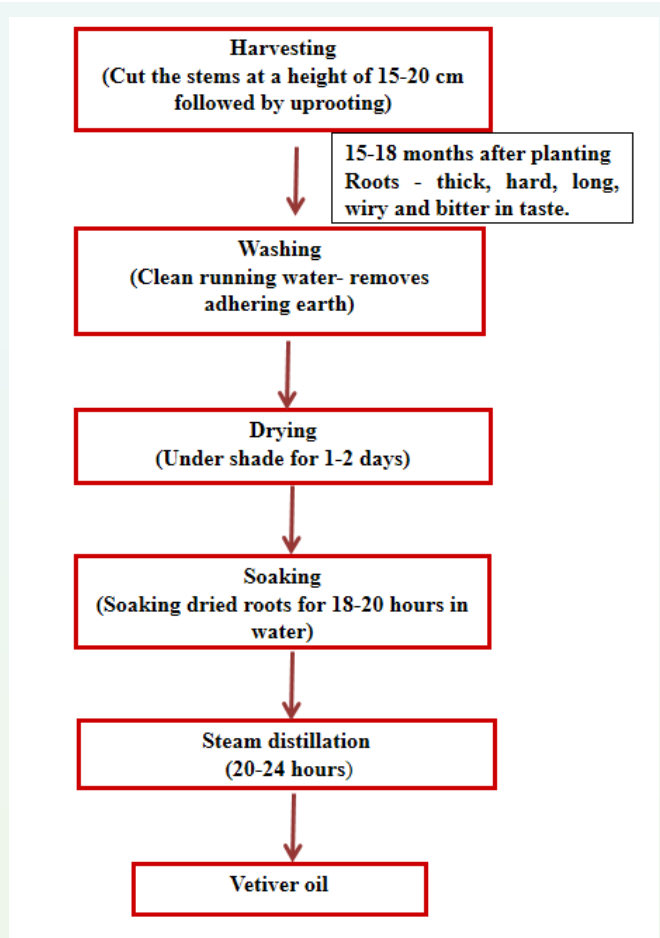 Harvesting
(Cut the stems at a height of 15-20 cm
followed by uprooting)
15-18 months after planting
Roots - thick, hard, long,
wiry and bitter in taste.
Washing
(Clean running water- removes
adhering earth)
Drying
(Under shade for 1-2 days)
Soaking
(Soaking dried roots for 18-20 hours in
water)
Steam distillation
(20-24 hours)
Vetiver oil